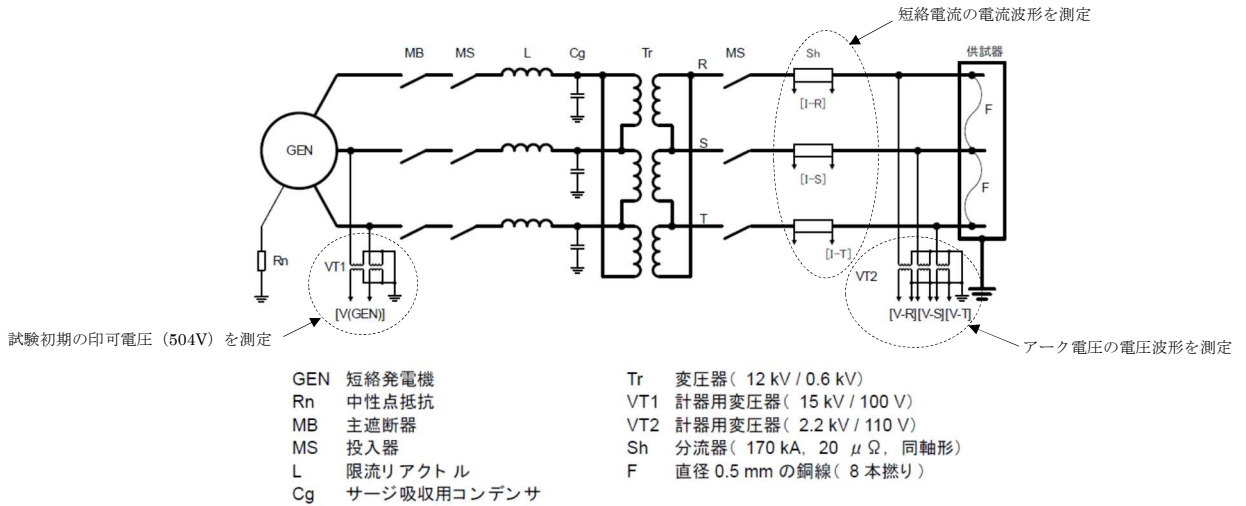 短絡電流の電流波形を測定
MB MS L Cg Tr MS Sh 供試器
R
[I-R]
F
GEN
S
[I-S]
F
T
[I-T]
Rn
VT1
VT2
[V(GEN)]
[V-R][V-S][V-T]
試験初期の印可電圧（504V）を測定
アーク電圧の電圧波形を測定
GEN 短絡発電機
Rn 中性点抵抗
MB 主遮断器
MS 投入器
L 限流リアクトル
Cg サージ吸収用コンデンサ
Tr 変圧器( 12 kV / 0.6 kV)
VT1 計器用変圧器( 15 kV / 100 V)
VT2 計器用変圧器( 2.2 kV / 110 V)
Sh 分流器( 170 kA, 20 μΩ, 同軸形)
F 直径 0.5 mm の銅線( 8 本撚り)